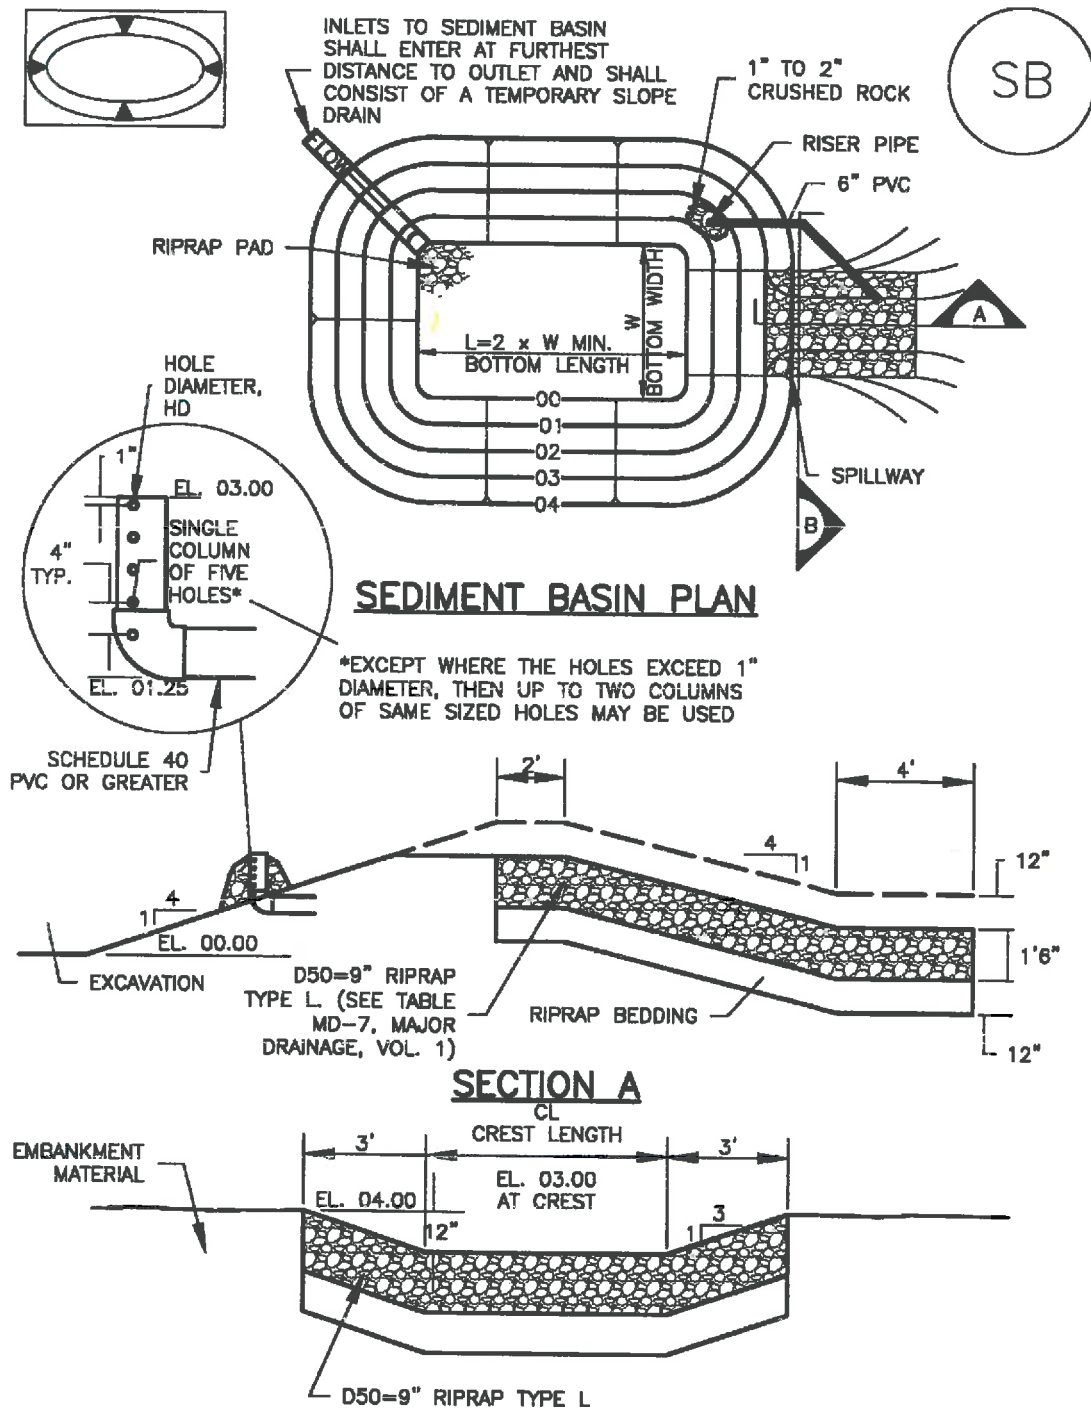 INLETS TO SEDIMENT BASIN
SHALL ENTER AT FURTHEST
DISTANCE TO OUTLET AND SHALL
CONSIST OF A TEMPORARY SLOPE
DRAIN
1" TO 2"
CRUSHED ROCK
SB
RISER PIPE
6" PVC
FLOW
RIPRAP PAD
L=2 x W MIN.
BOTTOM LENGTH
W
BOTTOM WIDTH
A
00
01
02
03
04
SPILLWAY
B
HOLE
DIAMETER,
HD
1"
EL. 03.00
4"
TYP.
SINGLE
COLUMN
OF FIVE
HOLES*
EL. 01.25
SEDIMENT BASIN PLAN
*EXCEPT WHERE THE HOLES EXCEED 1"
DIAMETER, THEN UP TO TWO COLUMNS
OF SAME SIZED HOLES MAY BE USED
SCHEDULE 40
PVC OR GREATER
2'
4'
4
1
12"
4
1
EL. 00.00
EXCAVATION
1'6"
D50=9" RIPRAP
TYPE L. (SEE TABLE
MD-7, MAJOR
DRAINAGE, VOL. 1)
RIPRAP BEDDING
12"
SECTION A
CL
CREST LENGTH
3'
3'
EMBANKMENT
MATERIAL
EL. 04.00
EL. 03.00
AT CREST
12"
3
1
D50=9" RIPRAP TYPE L